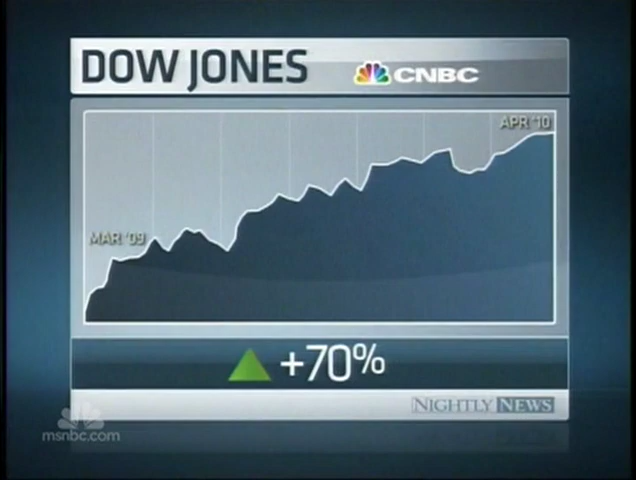 DOW JONES CNBC
APR '10
MAR '09
+70%
NIGHTLY NEWS
msnbc.com